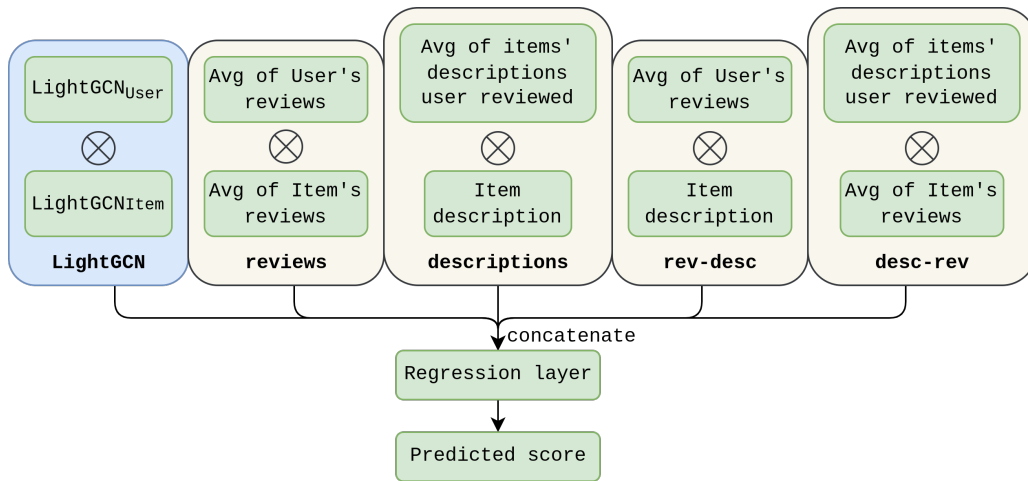 LightGCNUser
LightGCNItem
LightGCN
Avg of User's
reviews
Avg of Item's
reviews
reviews
Avg of items'
descriptions
user reviewed
Item
description
descriptions
Avg of User's
reviews
Item
description
rev-desc
Avg of items'
descriptions
user reviewed
Avg of Item's
reviews
desc-rev
concatenate
Regression layer
Predicted score